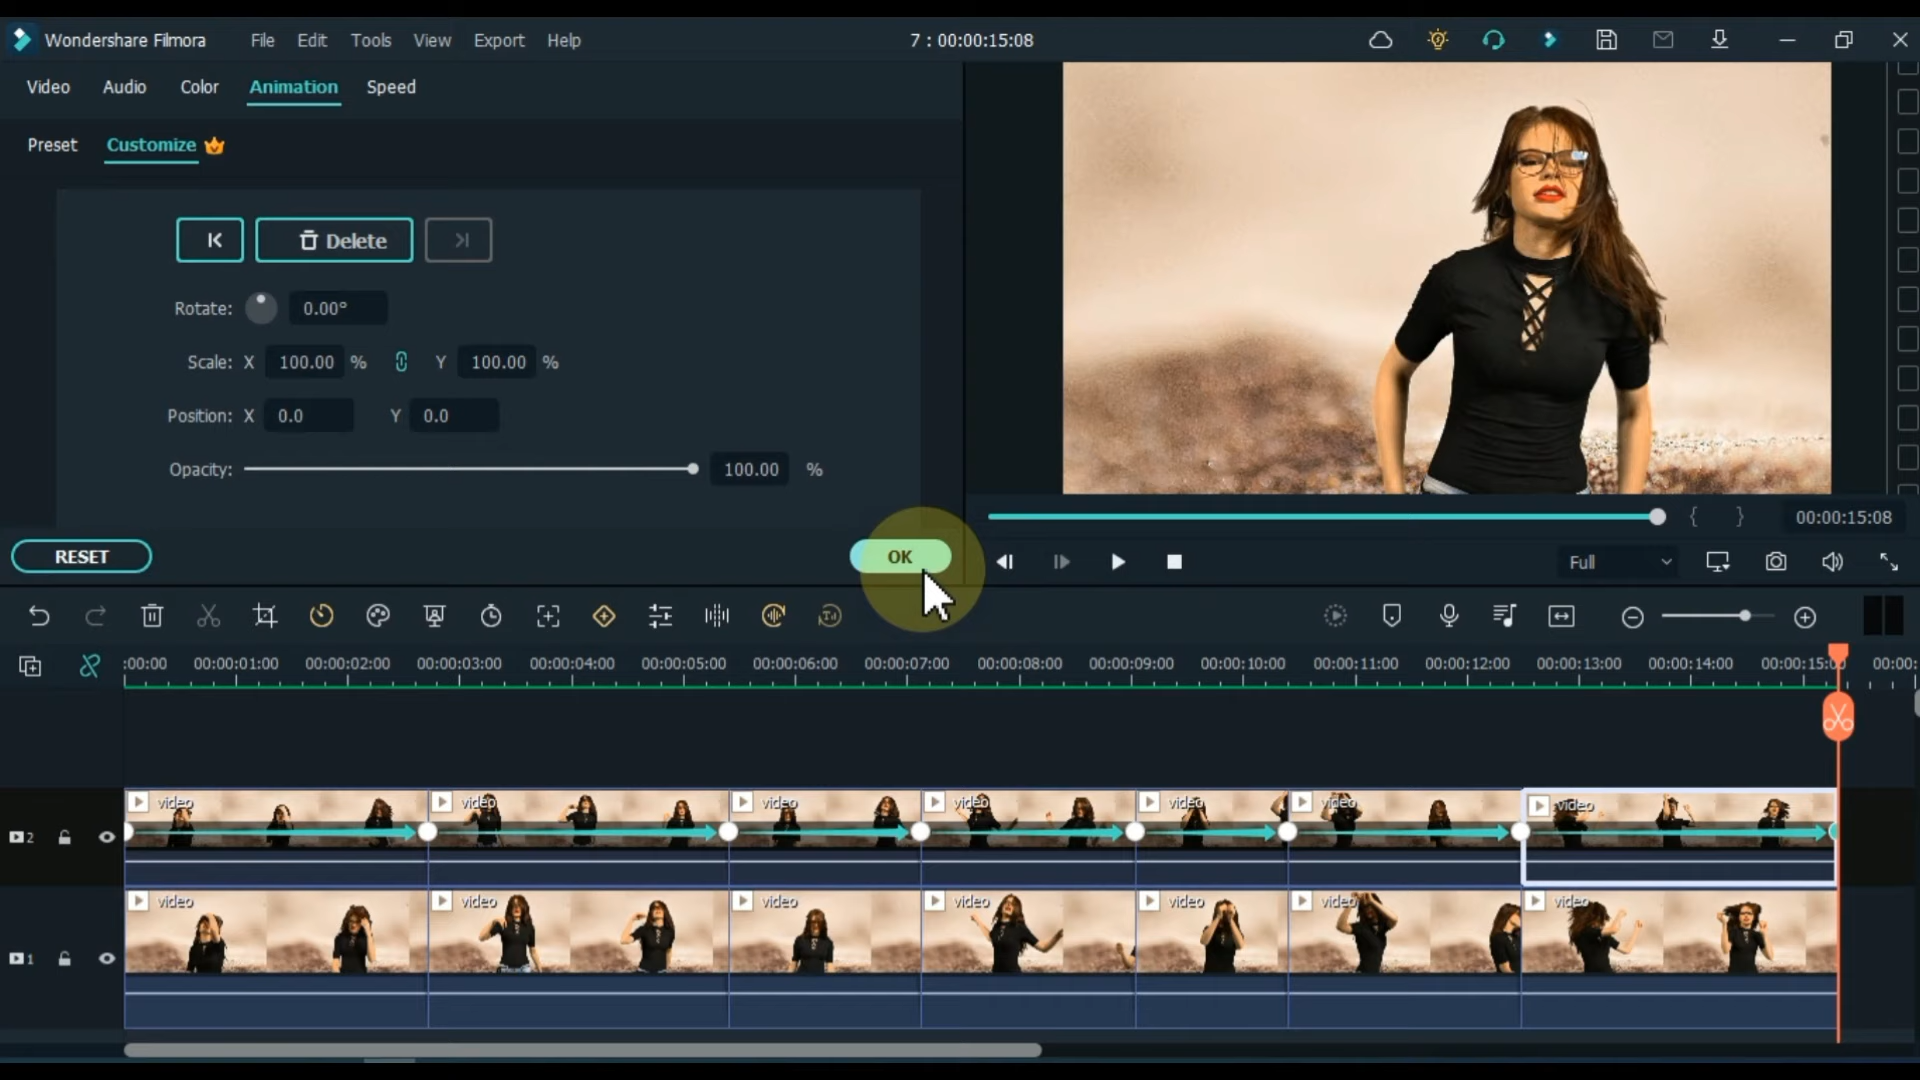 Wondershare Filmora File Edit Tools View Export Help 7 : 00:00:15:08
Video Audio Color Animation Speed
Preset Customize
Delete
Rotate: 0.00°
Scale: X 100.00 % Y 100.00 %
Position: X 0.0 Y 0.0
Opacity: 100.00 %
{ } 00:00:15:08
RESET OK Full
:00:00 00:00:01:00 00:00:02:00 00:00:03:00 00:00:04:00 00:00:05:00 00:00:06:00 00:00:07:00 00:00:08:00 00:00:09:00 00:00:10:00 00:00:11:00 00:00:12:00 00:00:13:00 00:00:14:00 00:00:15:0 00:00:
video video video video video video video
2
video video video video video video video
1